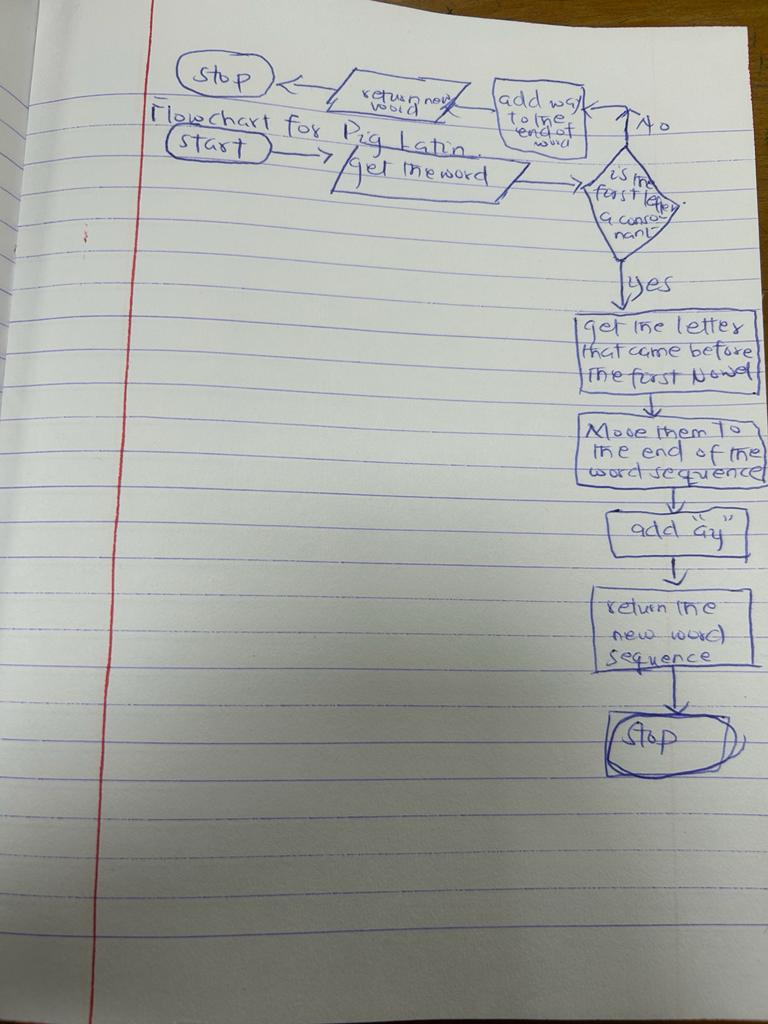 stop
return new
word
add way
to the
end of
word
No
Flowchart for Pig Latin
start
get the word
is the
first letter
a conso-
nant
yes
get the letter
that came before
the first Vowel
Move them to
the end of the
word sequence
add "ay"
return the
new word
sequence
stop